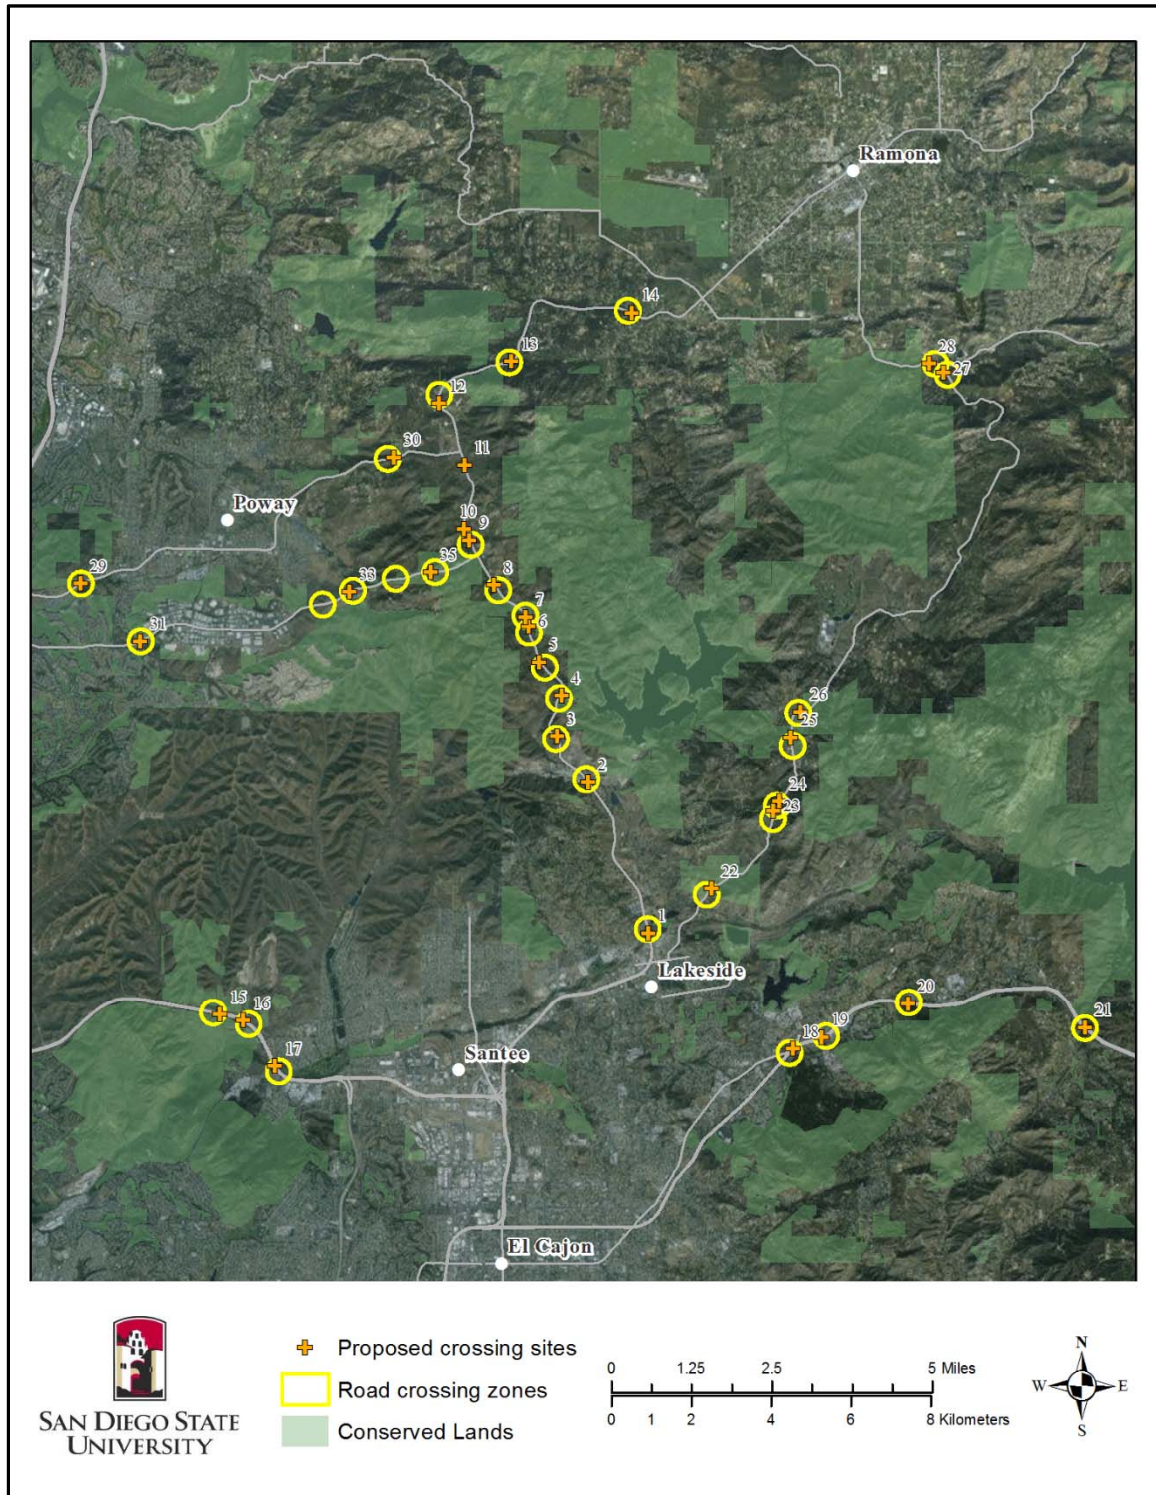 Ramona
14
13
28
27
12
30
11
Poway
10
9
35
29
8
33
7
6
31
5
4
26
3
25
2
24
23
22
1
Lakeside
20
15
16
21
19
18
17
Santee
El Cajon
Proposed crossing sites
Road crossing zones
Conserved Lands
SAN DIEGO STATE
UNIVERSITY
0 1.25 2.5 5 Miles
0 1 2 4 6 8 Kilometers
N
W E
S